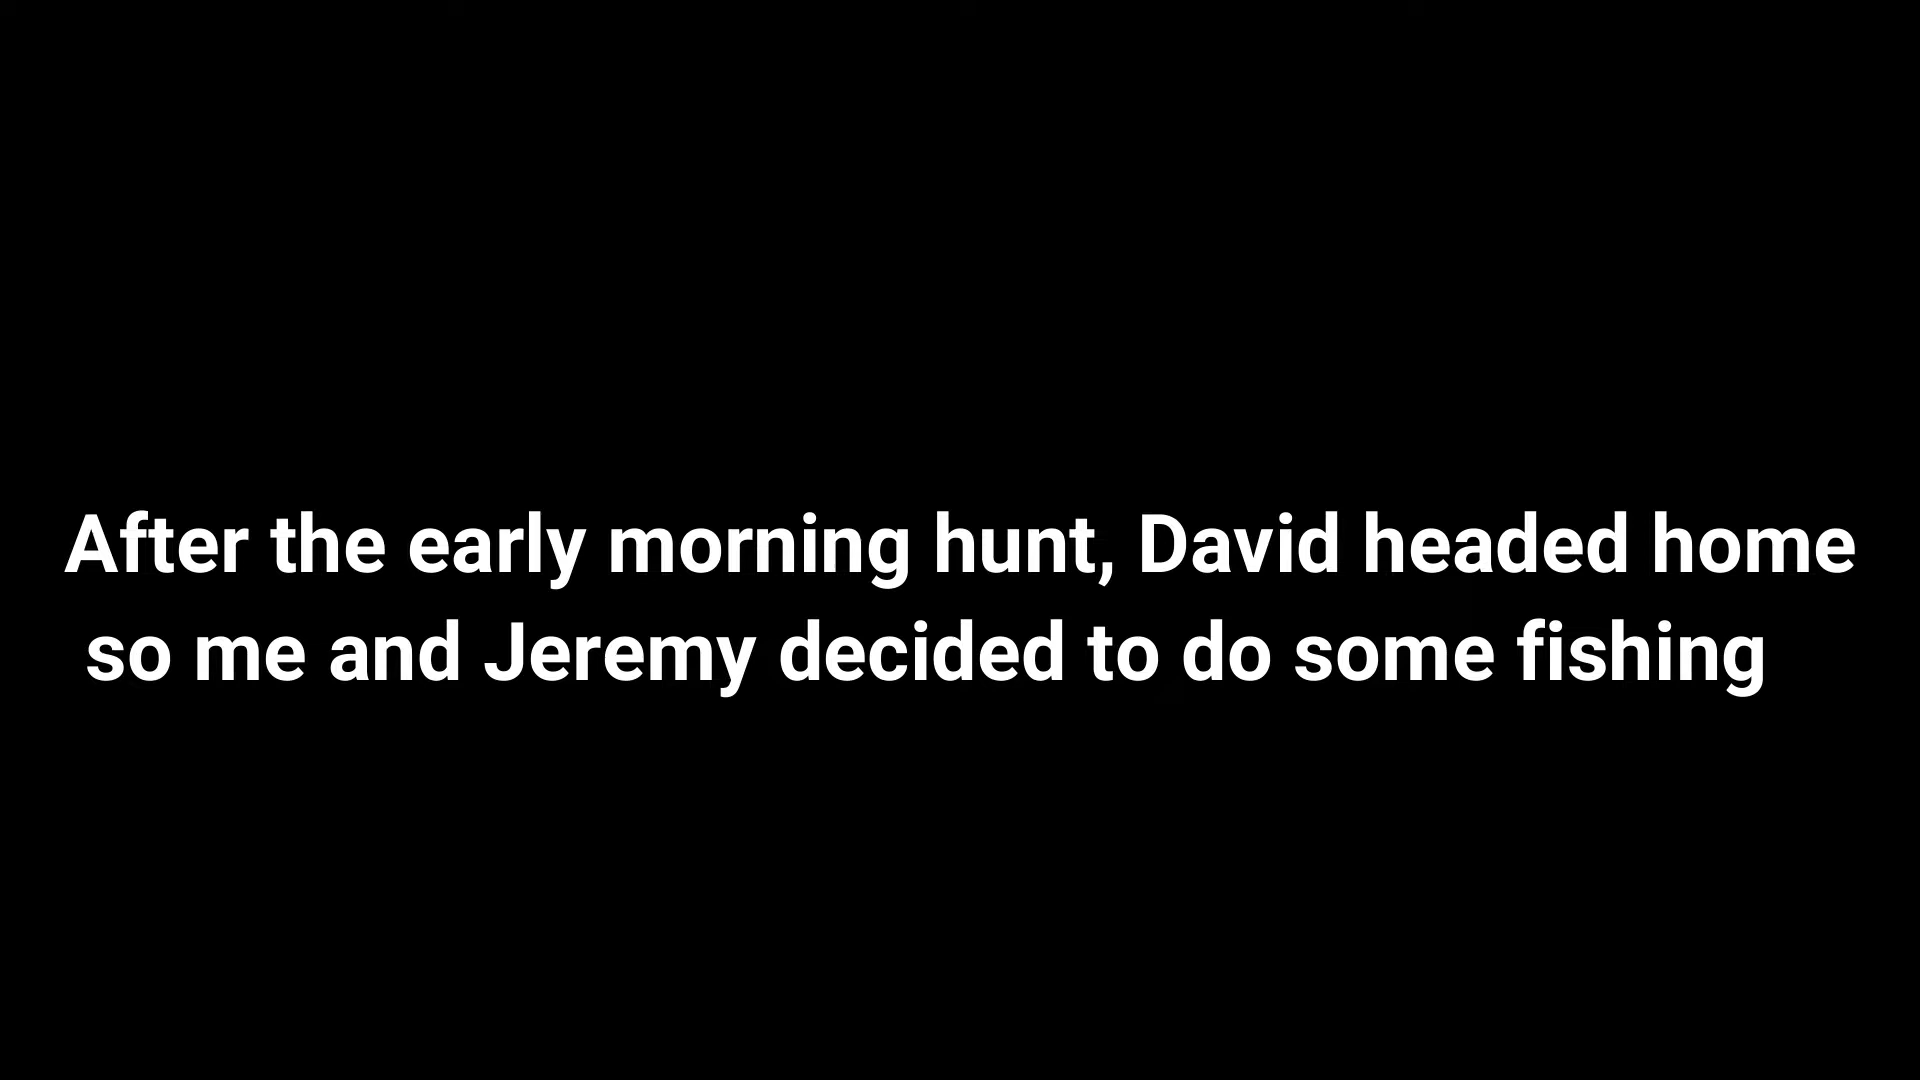 After the early morning hunt, David headed home
so me and Jeremy decided to do some fishing